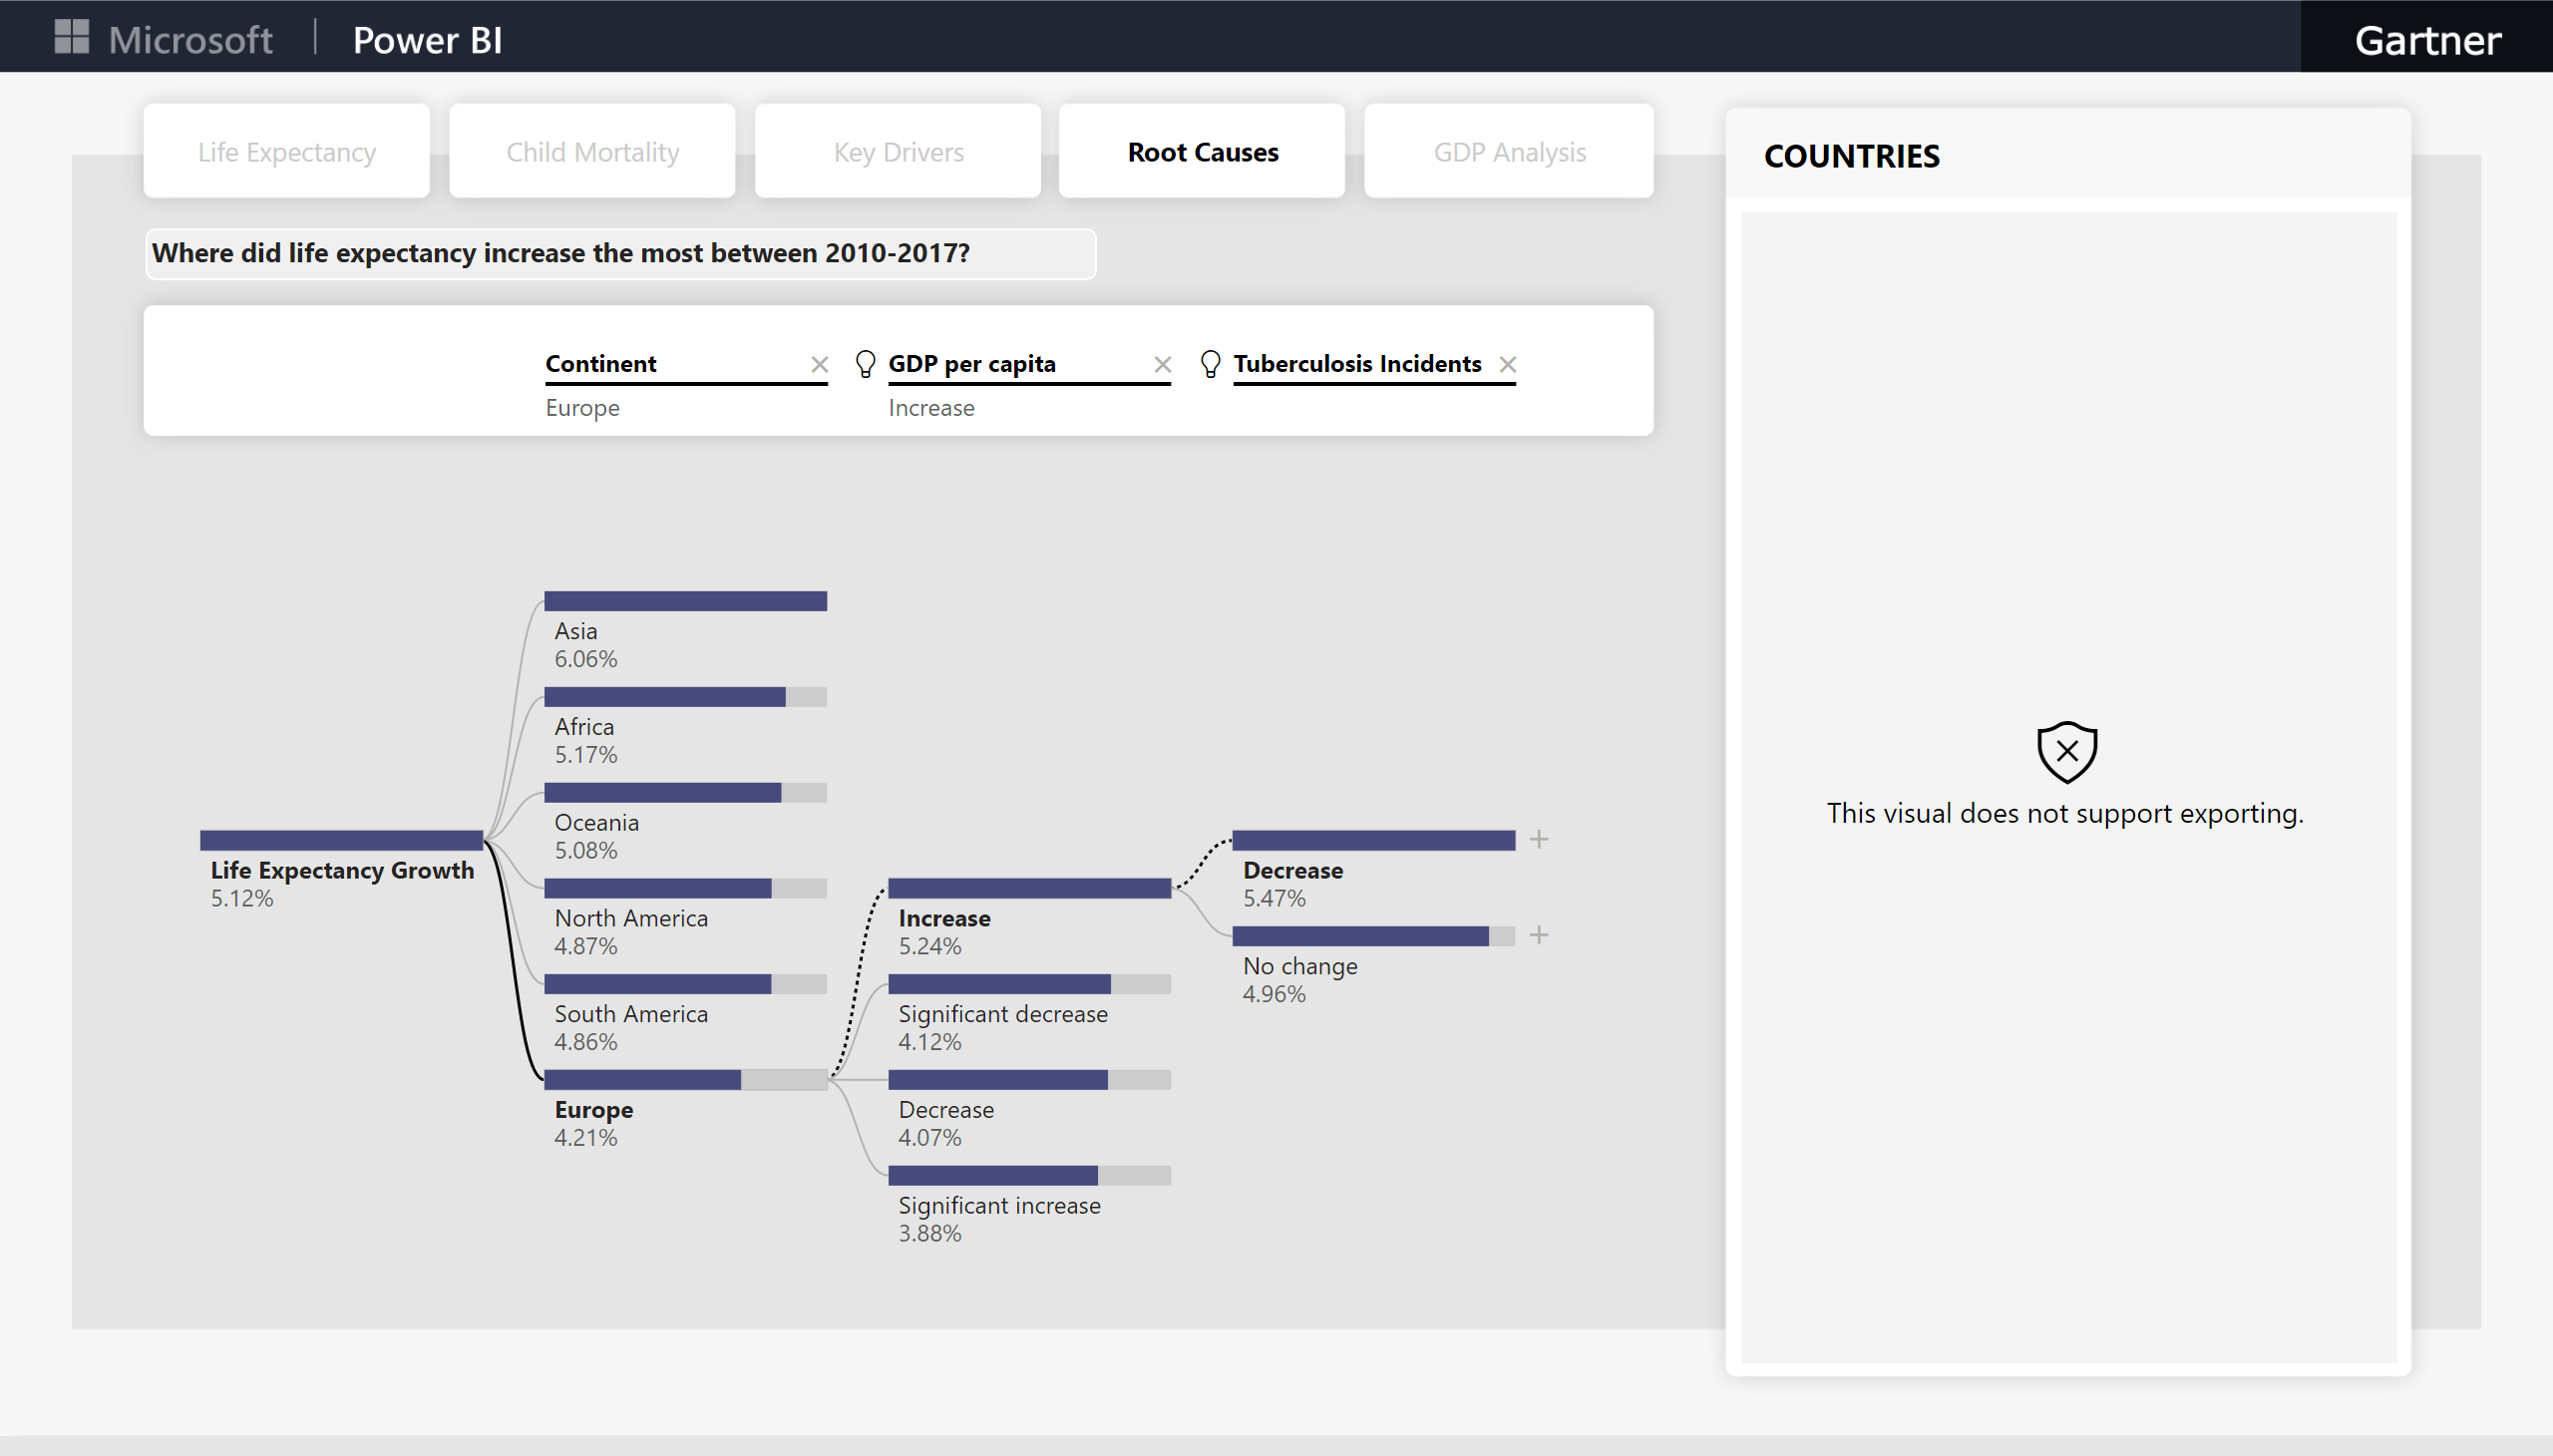 Microsoft
Power BI
Gartner
Life Expectancy
Child Mortality
Key Drivers
Root Causes
GDP Analysis
COUNTRIES
Where did life expectancy increase the most between 2010-2017?
Continent
GDP per capita
Tuberculosis Incidents
Europe
Increase
Life Expectancy Growth
5.12%
Asia
6.06%
Africa
5.17%
Oceania
5.08%
North America
4.87%
South America
4.86%
Europe
4.21%
Increase
5.24%
Significant decrease
4.12%
Decrease
4.07%
Significant increase
3.88%
Decrease
5.47%
No change
4.96%
This visual does not support exporting.